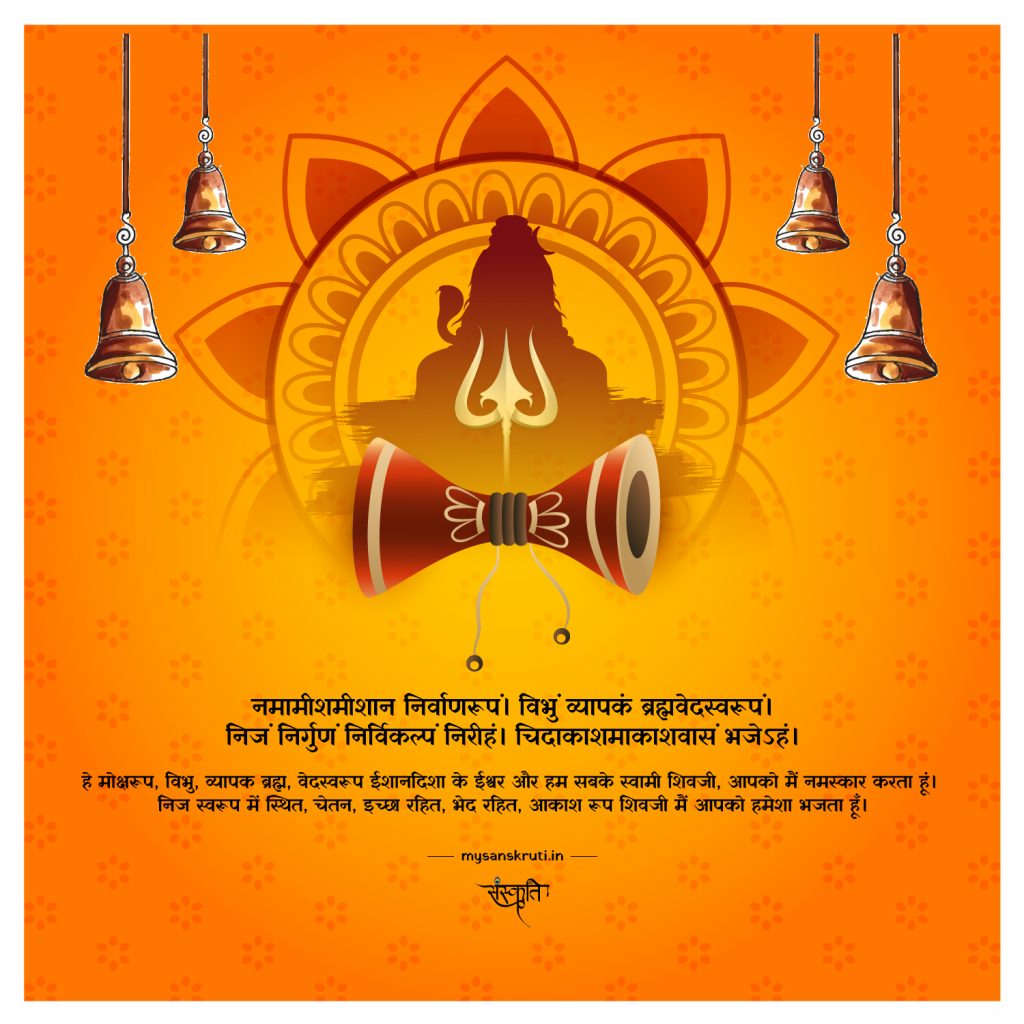 नमामीशमीशान निर्वाणरूपं। विभुं व्यापकं ब्रह्मवेदस्वरूपं।
निजं निर्गुणं निर्विकल्पं निरीहं। चिदाकाशमाकाशवासं भजेऽहं।
हे मोक्षरूप, विभु, व्यापक ब्रह्म, वेदस्वरूप ईशानदिशा के ईश्वर और हम सबके स्वामी शिवजी, आपको मैं नमस्कार करता हूं।
निज स्वरूप में स्थित, चेतन, इच्छा रहित, भेद रहित, आकाश रूप शिवजी मैं आपको हमेशा भजता हूँ।
mysanskruti.in
संस्कृति